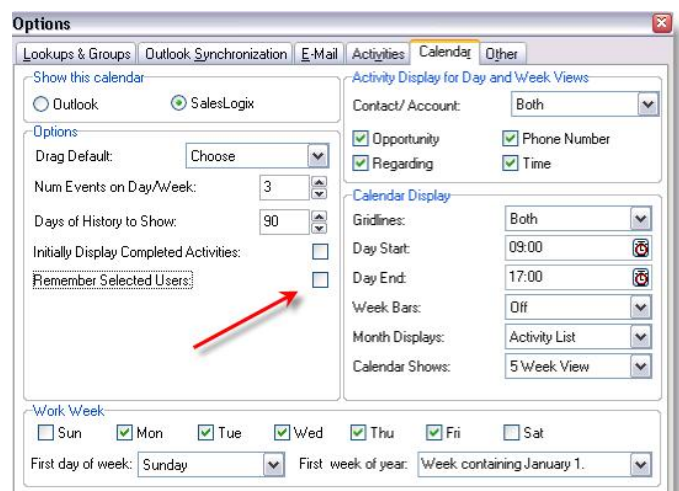 Options
Lookups & Groups Outlook Synchronization E-Mail Activities Calendar Other
Show this calendar
Outlook SalesLogix
Options
Drag Default: Choose
Num Events on Day/Week: 3
Days of History to Show: 90
Initially Display Completed Activities:
Remember Selected Users:
Activity Display for Day and Week Views
Contact/ Account: Both
Opportunity Phone Number
Regarding Time
Calendar Display
Gridlines: Both
Day Start: 09:00
Day End: 17:00
Week Bars: Off
Month Displays: Activity List
Calendar Shows: 5 Week View
Work Week
Sun Mon Tue Wed Thu Fri Sat
First day of week: Sunday First week of year: Week containing January 1.